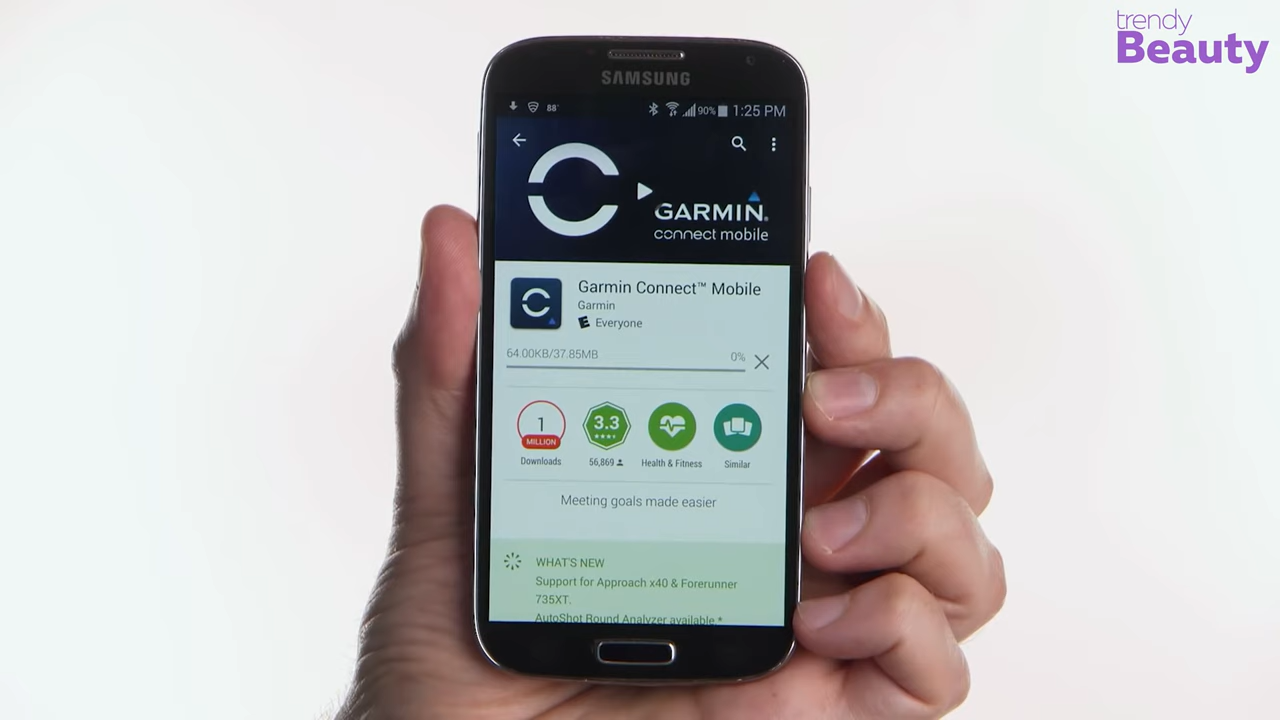 trendy
Beauty
SAMSUNG
88°
90% 1:25 PM
GARMIN
connect mobile
Garmin Connect™ Mobile
Garmin
E Everyone
64.00KB/37.85MB 0%
1 MILLION
3.3
Downloads 56,869 Health & Fitness Similar
Meeting goals made easier
WHAT'S NEW
Support for Approach x40 & Forerunner
735XT.
AutoShot Round Analyzer available.*